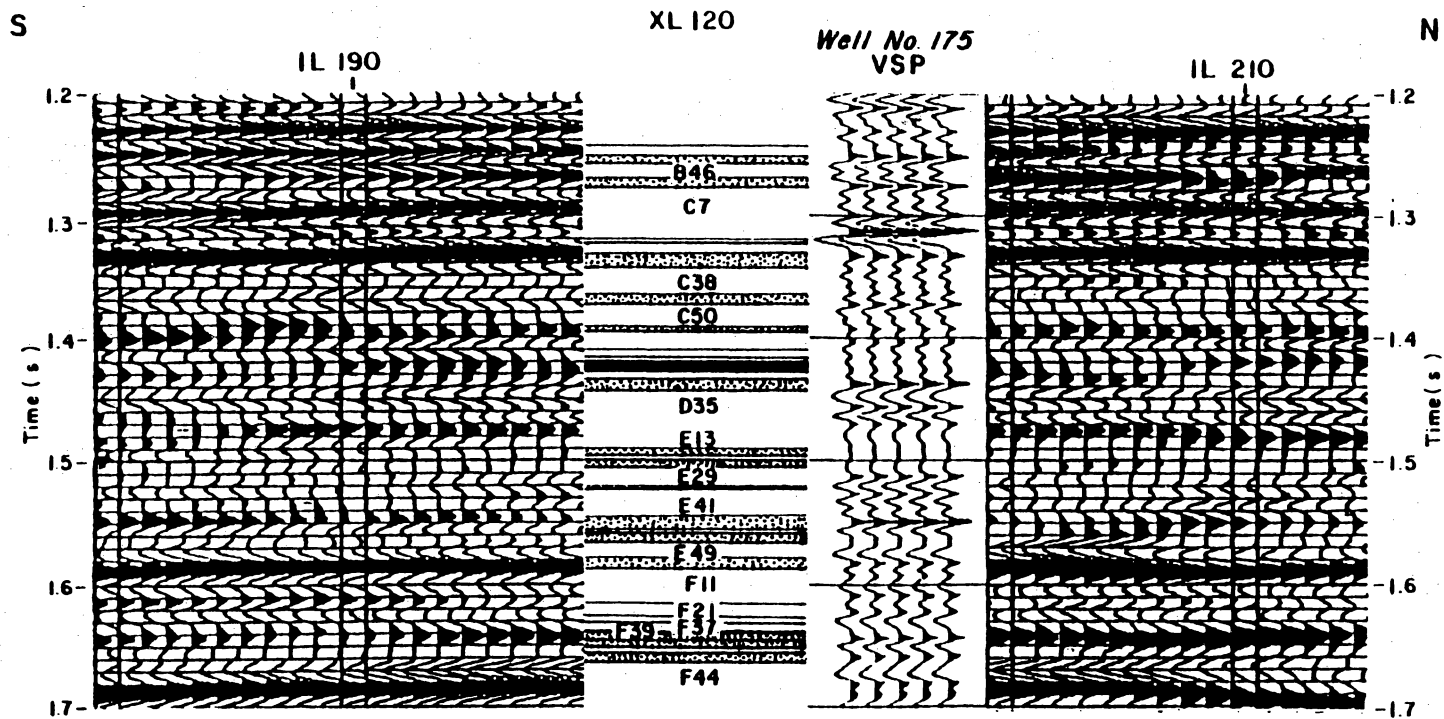 S
XL 120
N
Well No. 175
VSP
IL 190
IL 210
1.2-
1.3-
1.4-
1.5-
1.6-
1.7-
Time (s)
B46
C7
C38
C50
D35
E13
E29
E41
E49
F11
F21
F39 F37
F44
-1.2
-1.3
-1.4
-1.5
-1.6
-1.7
Time (s)